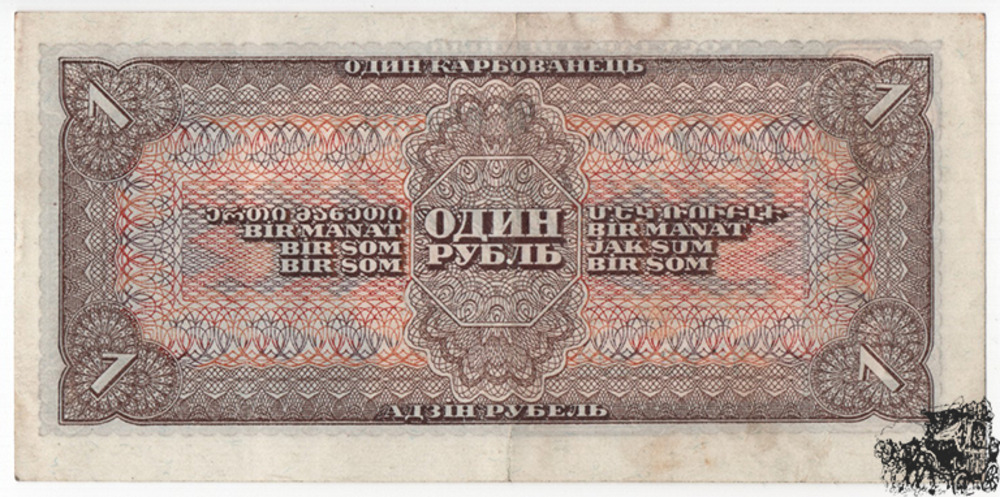 ОДИН КАРБОВАНЕЦЬ
1
1
ერთი მანეთი
BIR MANAT
BIR SOM
BIR SOM
ОДИН
РУБЛЬ
ՄԵԿ ՌՈՒԲԼԻ
BIR MANAT
JAK SUM
BIR SOM
1
1
АДЗІН РУБЕЛЬ